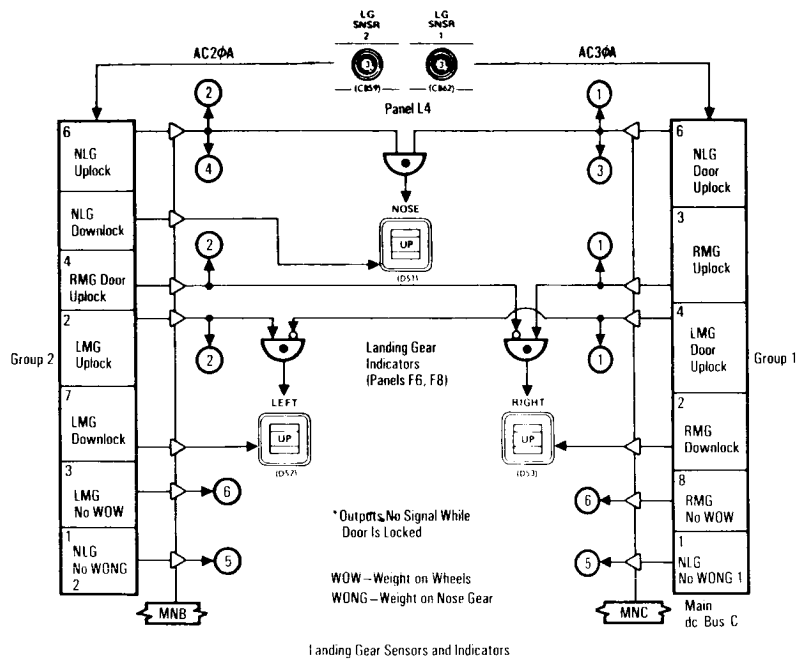 LG
SNSR
2
LG
SNSR
1
AC2ΦA
AC3ΦA
3
3
(CB59)
(CB62)
Panel L4
2
1
6
NLG
Uplock
6
NLG
Door
Uplock
4
3
NOSE
UP
(DS1)
NLG
Downlock
3
RMG
Uplock
2
1
4
RMG Door
Uplock
2
LMG
Uplock
4
LMG
Door
Uplock
Group 2
Group 1
2
1
Landing Gear
Indicators
(Panels F6, F8)
LEFT
UP
(DS2)
RIGHT
UP
(DS3)
7
LMG
Downlock
2
RMG
Downlock
3
LMG
No WOW
6
8
RMG
No WOW
6
*Outputs No Signal While
Door Is Locked
1
NLG
No WONG
2
5
1
NLG
No WONG 1
5
WOW–Weight on Wheels
WONG–Weight on Nose Gear
MNB
MNC
Main
dc Bus C
Landing Gear Sensors and Indicators